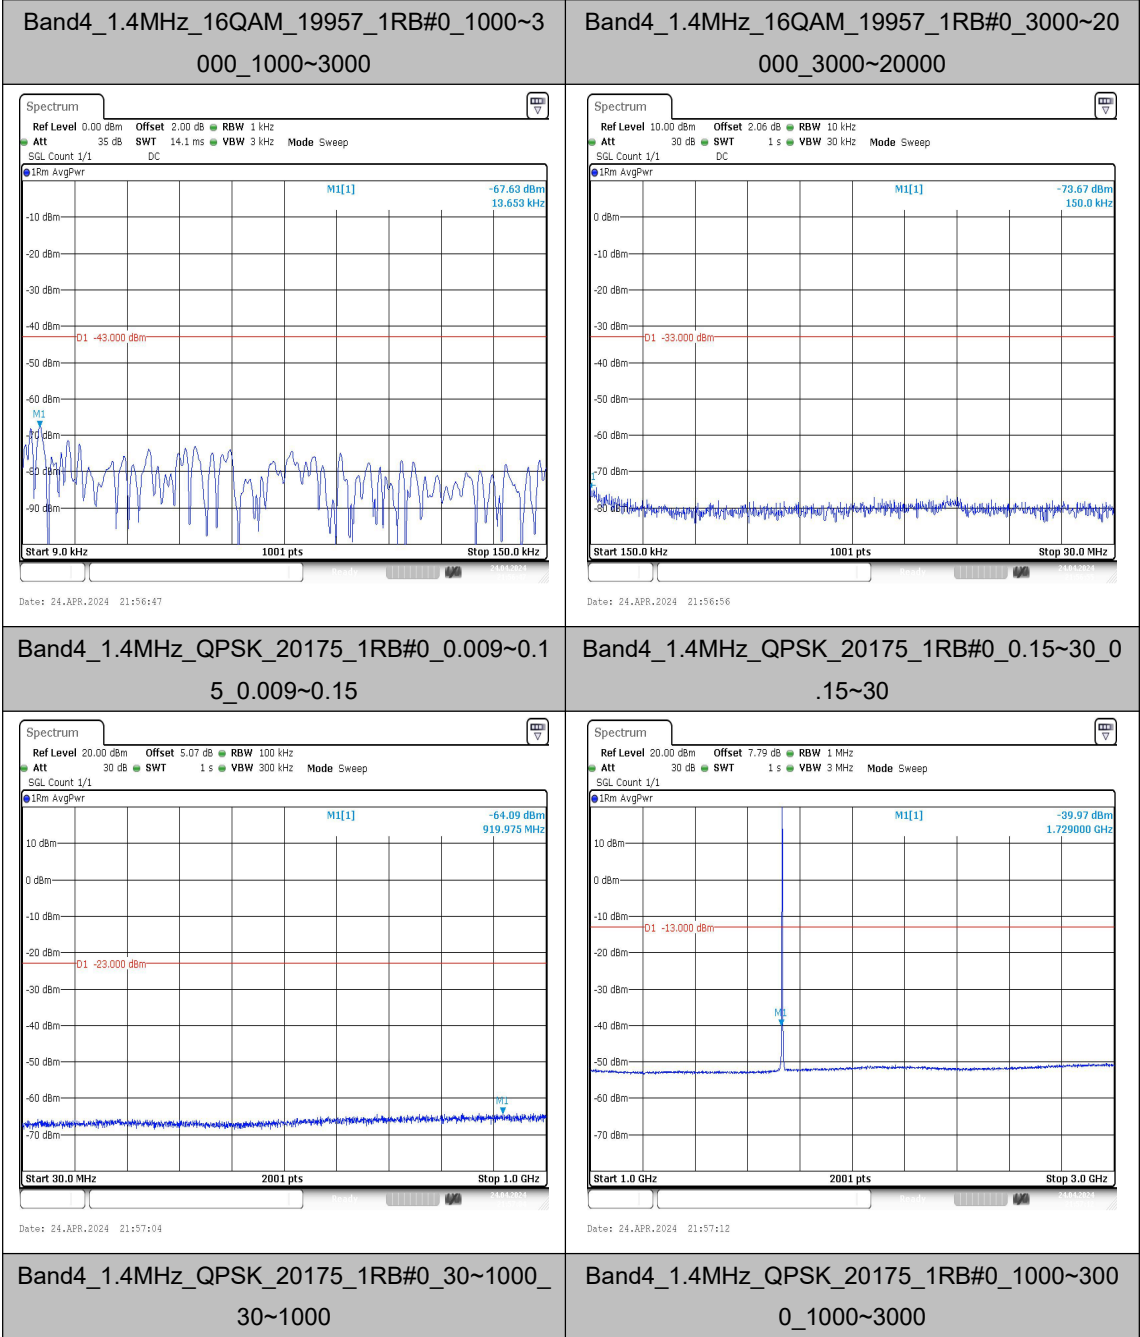 Band4_1.4MHz_16QAM_19957_1RB#0_1000~3
000_1000~3000
Band4_1.4MHz_16QAM_19957_1RB#0_3000~20
000_3000~20000
Spectrum
Ref Level 0.00 dBm Offset 2.00 dB RBW 1 kHz
Att 35 dB SWT 14.1 ms VBW 3 kHz Mode Sweep
SGL Count 1/1 DC
1Rm AvgPwr
M1[1] -67.63 dBm
13.653 kHz
-10 dBm
-20 dBm
-30 dBm
-40 dBm
D1 -43.000 dBm
-50 dBm
-60 dBm
M1
-70 dBm
-80 dBm
-90 dBm
Start 9.0 kHz 1001 pts Stop 150.0 kHz
Date: 24.APR.2024 21:56:47
Spectrum
Ref Level 10.00 dBm Offset 2.06 dB RBW 10 kHz
Att 30 dB SWT 1 s VBW 30 kHz Mode Sweep
SGL Count 1/1 DC
1Rm AvgPwr
M1[1] -73.67 dBm
150.0 kHz
0 dBm
-10 dBm
-20 dBm
-30 dBm
D1 -33.000 dBm
-40 dBm
-50 dBm
-60 dBm
-70 dBm
-80 dBm
Start 150.0 kHz 1001 pts Stop 30.0 MHz
Date: 24.APR.2024 21:56:56
Band4_1.4MHz_QPSK_20175_1RB#0_0.009~0.1
5_0.009~0.15
Band4_1.4MHz_QPSK_20175_1RB#0_0.15~30_0
.15~30
Spectrum
Ref Level 20.00 dBm Offset 5.07 dB RBW 100 kHz
Att 30 dB SWT 1 s VBW 300 kHz Mode Sweep
SGL Count 1/1
1Rm AvgPwr
M1[1] -64.09 dBm
919.975 MHz
10 dBm
0 dBm
-10 dBm
-20 dBm
D1 -23.000 dBm
-30 dBm
-40 dBm
-50 dBm
-60 dBm
M1
-70 dBm
Start 30.0 MHz 2001 pts Stop 1.0 GHz
Date: 24.APR.2024 21:57:04
Spectrum
Ref Level 20.00 dBm Offset 7.79 dB RBW 1 MHz
Att 30 dB SWT 1 s VBW 3 MHz Mode Sweep
SGL Count 1/1
1Rm AvgPwr
M1[1] -39.97 dBm
1.729000 GHz
10 dBm
0 dBm
-10 dBm
D1 -13.000 dBm
-20 dBm
-30 dBm
-40 dBm
M1
-50 dBm
-60 dBm
-70 dBm
Start 1.0 GHz 2001 pts Stop 3.0 GHz
Date: 24.APR.2024 21:57:12
Band4_1.4MHz_QPSK_20175_1RB#0_30~1000_
30~1000
Band4_1.4MHz_QPSK_20175_1RB#0_1000~300
0_1000~3000